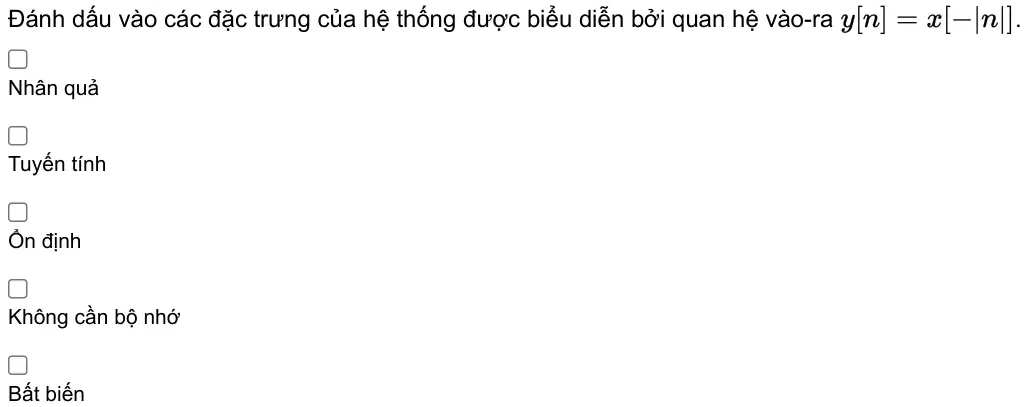 Đánh dấu vào các đặc trưng của hệ thống được biểu diễn bởi quan hệ vào-ra y[n] = x[−|n|].
Nhân quả
Tuyến tính
Ổn định
Không cần bộ nhớ
Bất biến